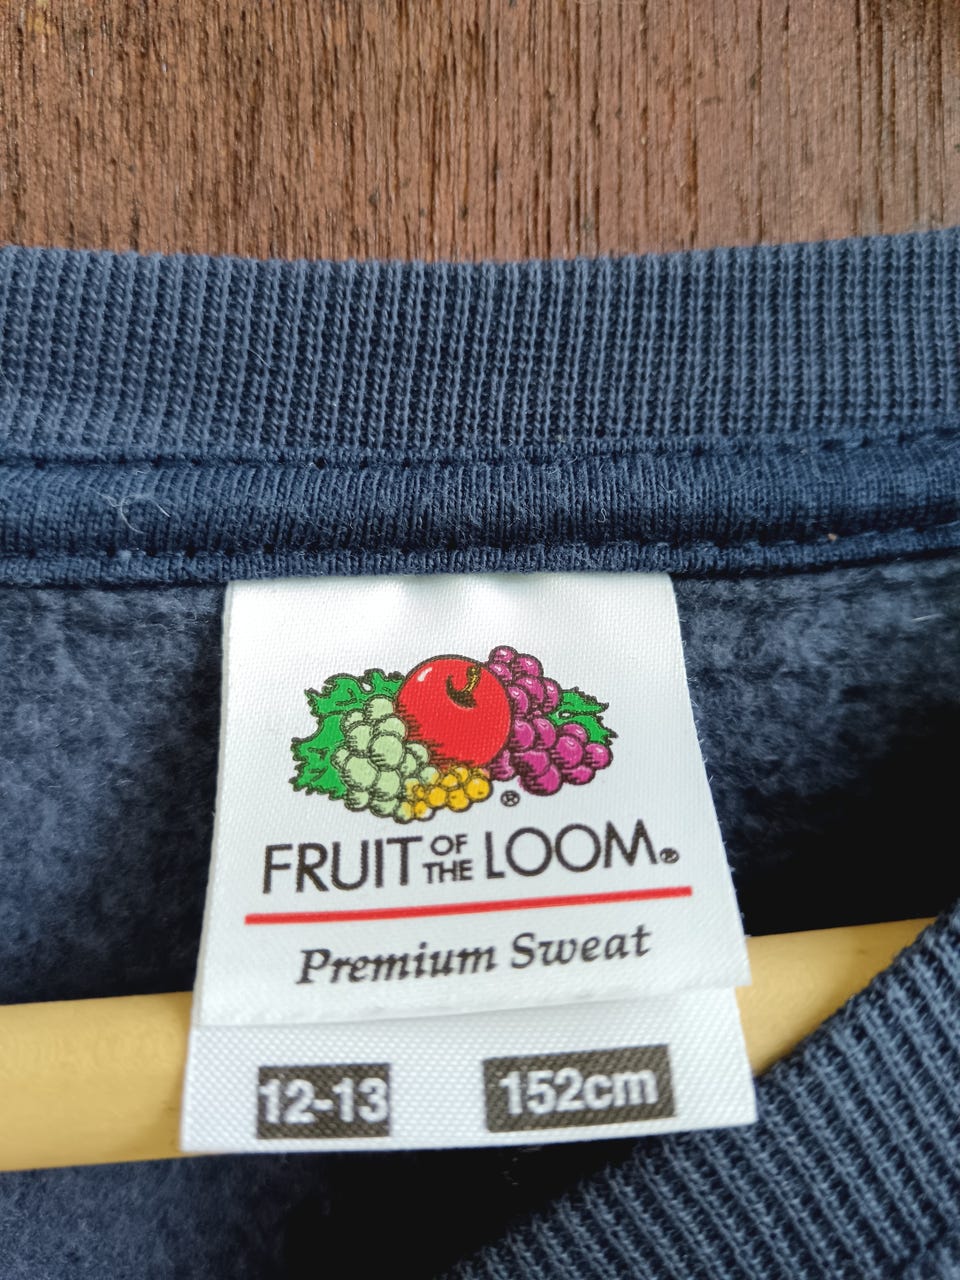 ®
FRUIT OF THE LOOM®
Premium Sweat
12-13 152cm